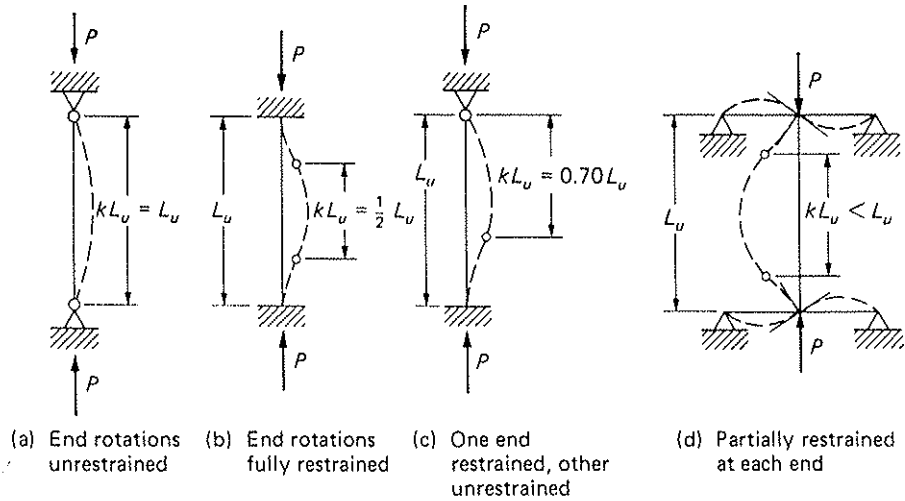 P
P
P
P
L_u
kL_u = L_u
L_u
kL_u = 1/2 L_u
L_u
kL_u = 0.70 L_u
L_u
kL_u < L_u
P
P
P
P
(a) End rotations
unrestrained
(b) End rotations
fully restrained
(c) One end
restrained, other
unrestrained
(d) Partially restrained
at each end